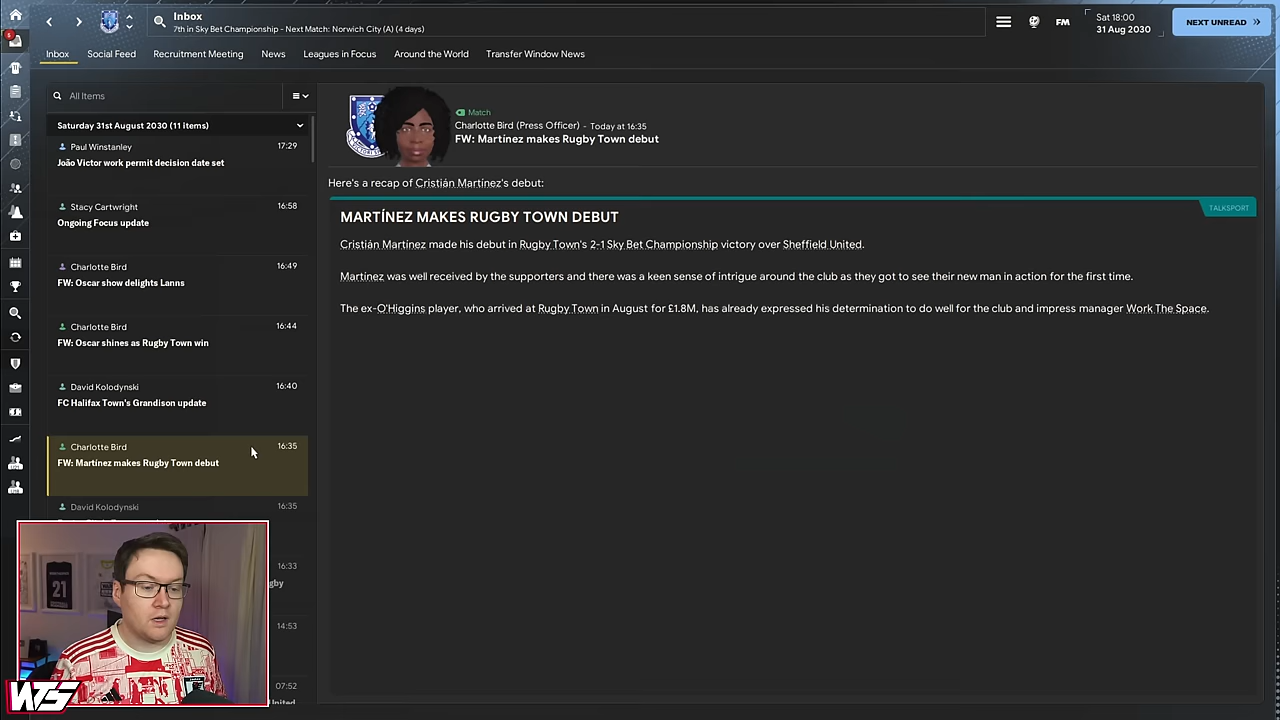 Inbox
7th in Sky Bet Championship - Next Match: Norwich City (A) (4 days)
FM
Sat 18:00
31 Aug 2030
NEXT UNREAD
Inbox
Social Feed
Recruitment Meeting
News
Leagues in Focus
Around the World
Transfer Window News
All Items
Saturday 31st August 2030 (11 items)
Paul Winstanley 17:29
João Victor work permit decision date set
Stacy Cartwright 16:58
Ongoing Focus update
Charlotte Bird 16:49
FW: Oscar show delights Lanns
Charlotte Bird 16:44
FW: Oscar shines as Rugby Town win
David Kolodynski 16:40
FC Halifax Town's Grandison update
Charlotte Bird 16:35
FW: Martínez makes Rugby Town debut
David Kolodynski 16:35
16:33
gby
14:53
07:52
United
Match
Charlotte Bird (Press Officer) - Today at 16:35
FW: Martínez makes Rugby Town debut
Here's a recap of Cristián Martínez's debut:
TALKSPORT
MARTÍNEZ MAKES RUGBY TOWN DEBUT
Cristián Martínez made his debut in Rugby Town's 2-1 Sky Bet Championship victory over Sheffield United.
Martínez was well received by the supporters and there was a keen sense of intrigue around the club as they got to see their new man in action for the first time.
The ex-O'Higgins player, who arrived at Rugby Town in August for £1.8M, has already expressed his determination to do well for the club and impress manager Work The Space.
21
WTS